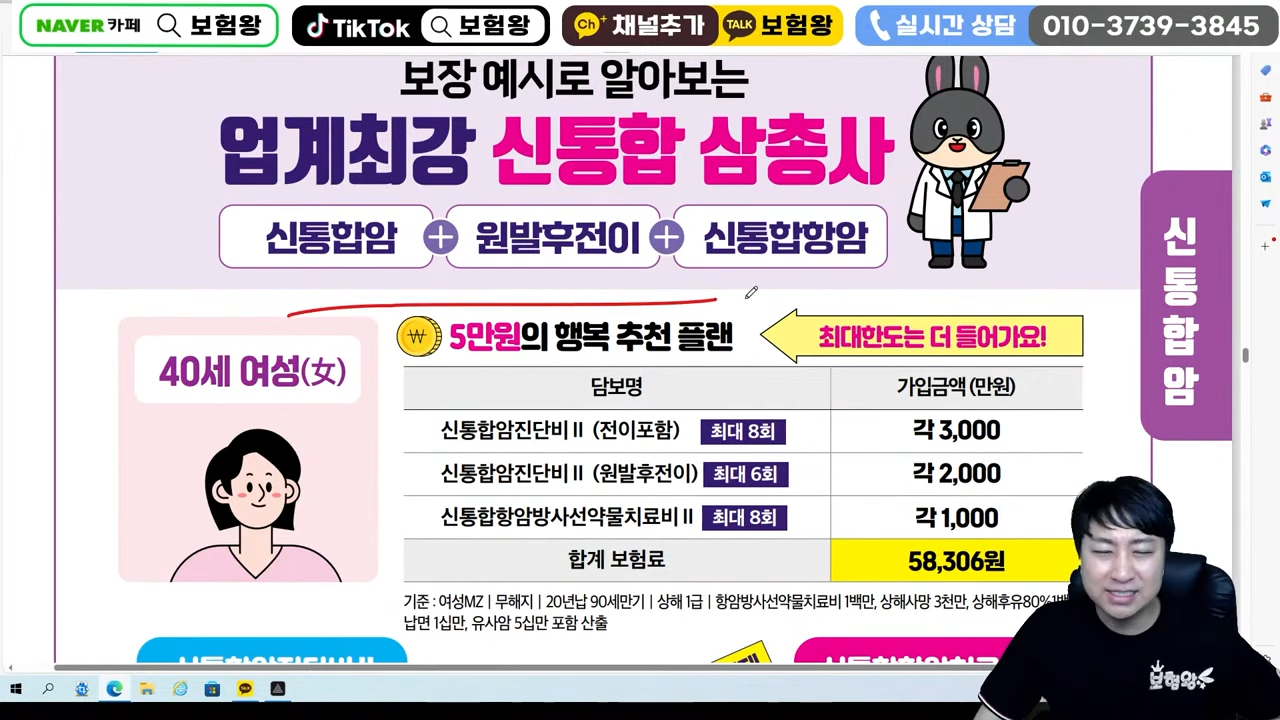 NAVER 카페 보험왕 TikTok 보험왕 Ch+ 채널추가 TALK 보험왕 실시간 상담 010-3739-3845
보장 예시로 알아보는
업계최강 신통합 삼총사
신통합암 + 원발후전이 + 신통합항암
신통합암
40세 여성(女)
₩ 5만원의 행복 추천 플랜
최대한도는 더 들어가요!
담보명 가입금액 (만원)
신통합암진단비Ⅱ (전이포함) 최대 8회 각 3,000
신통합암진단비Ⅱ (원발후전이) 최대 6회 각 2,000
신통합항암방사선약물치료비Ⅱ 최대 8회 각 1,000
합계 보험료 58,306원
기준 : 여성MZ | 무해지 | 20년납 90세만기 | 상해 1급 | 항암방사선약물치료비 1백만, 상해사망 3천만, 상해후유80%
납면 1십만, 유사암 5십만 포함 산출
보험왕